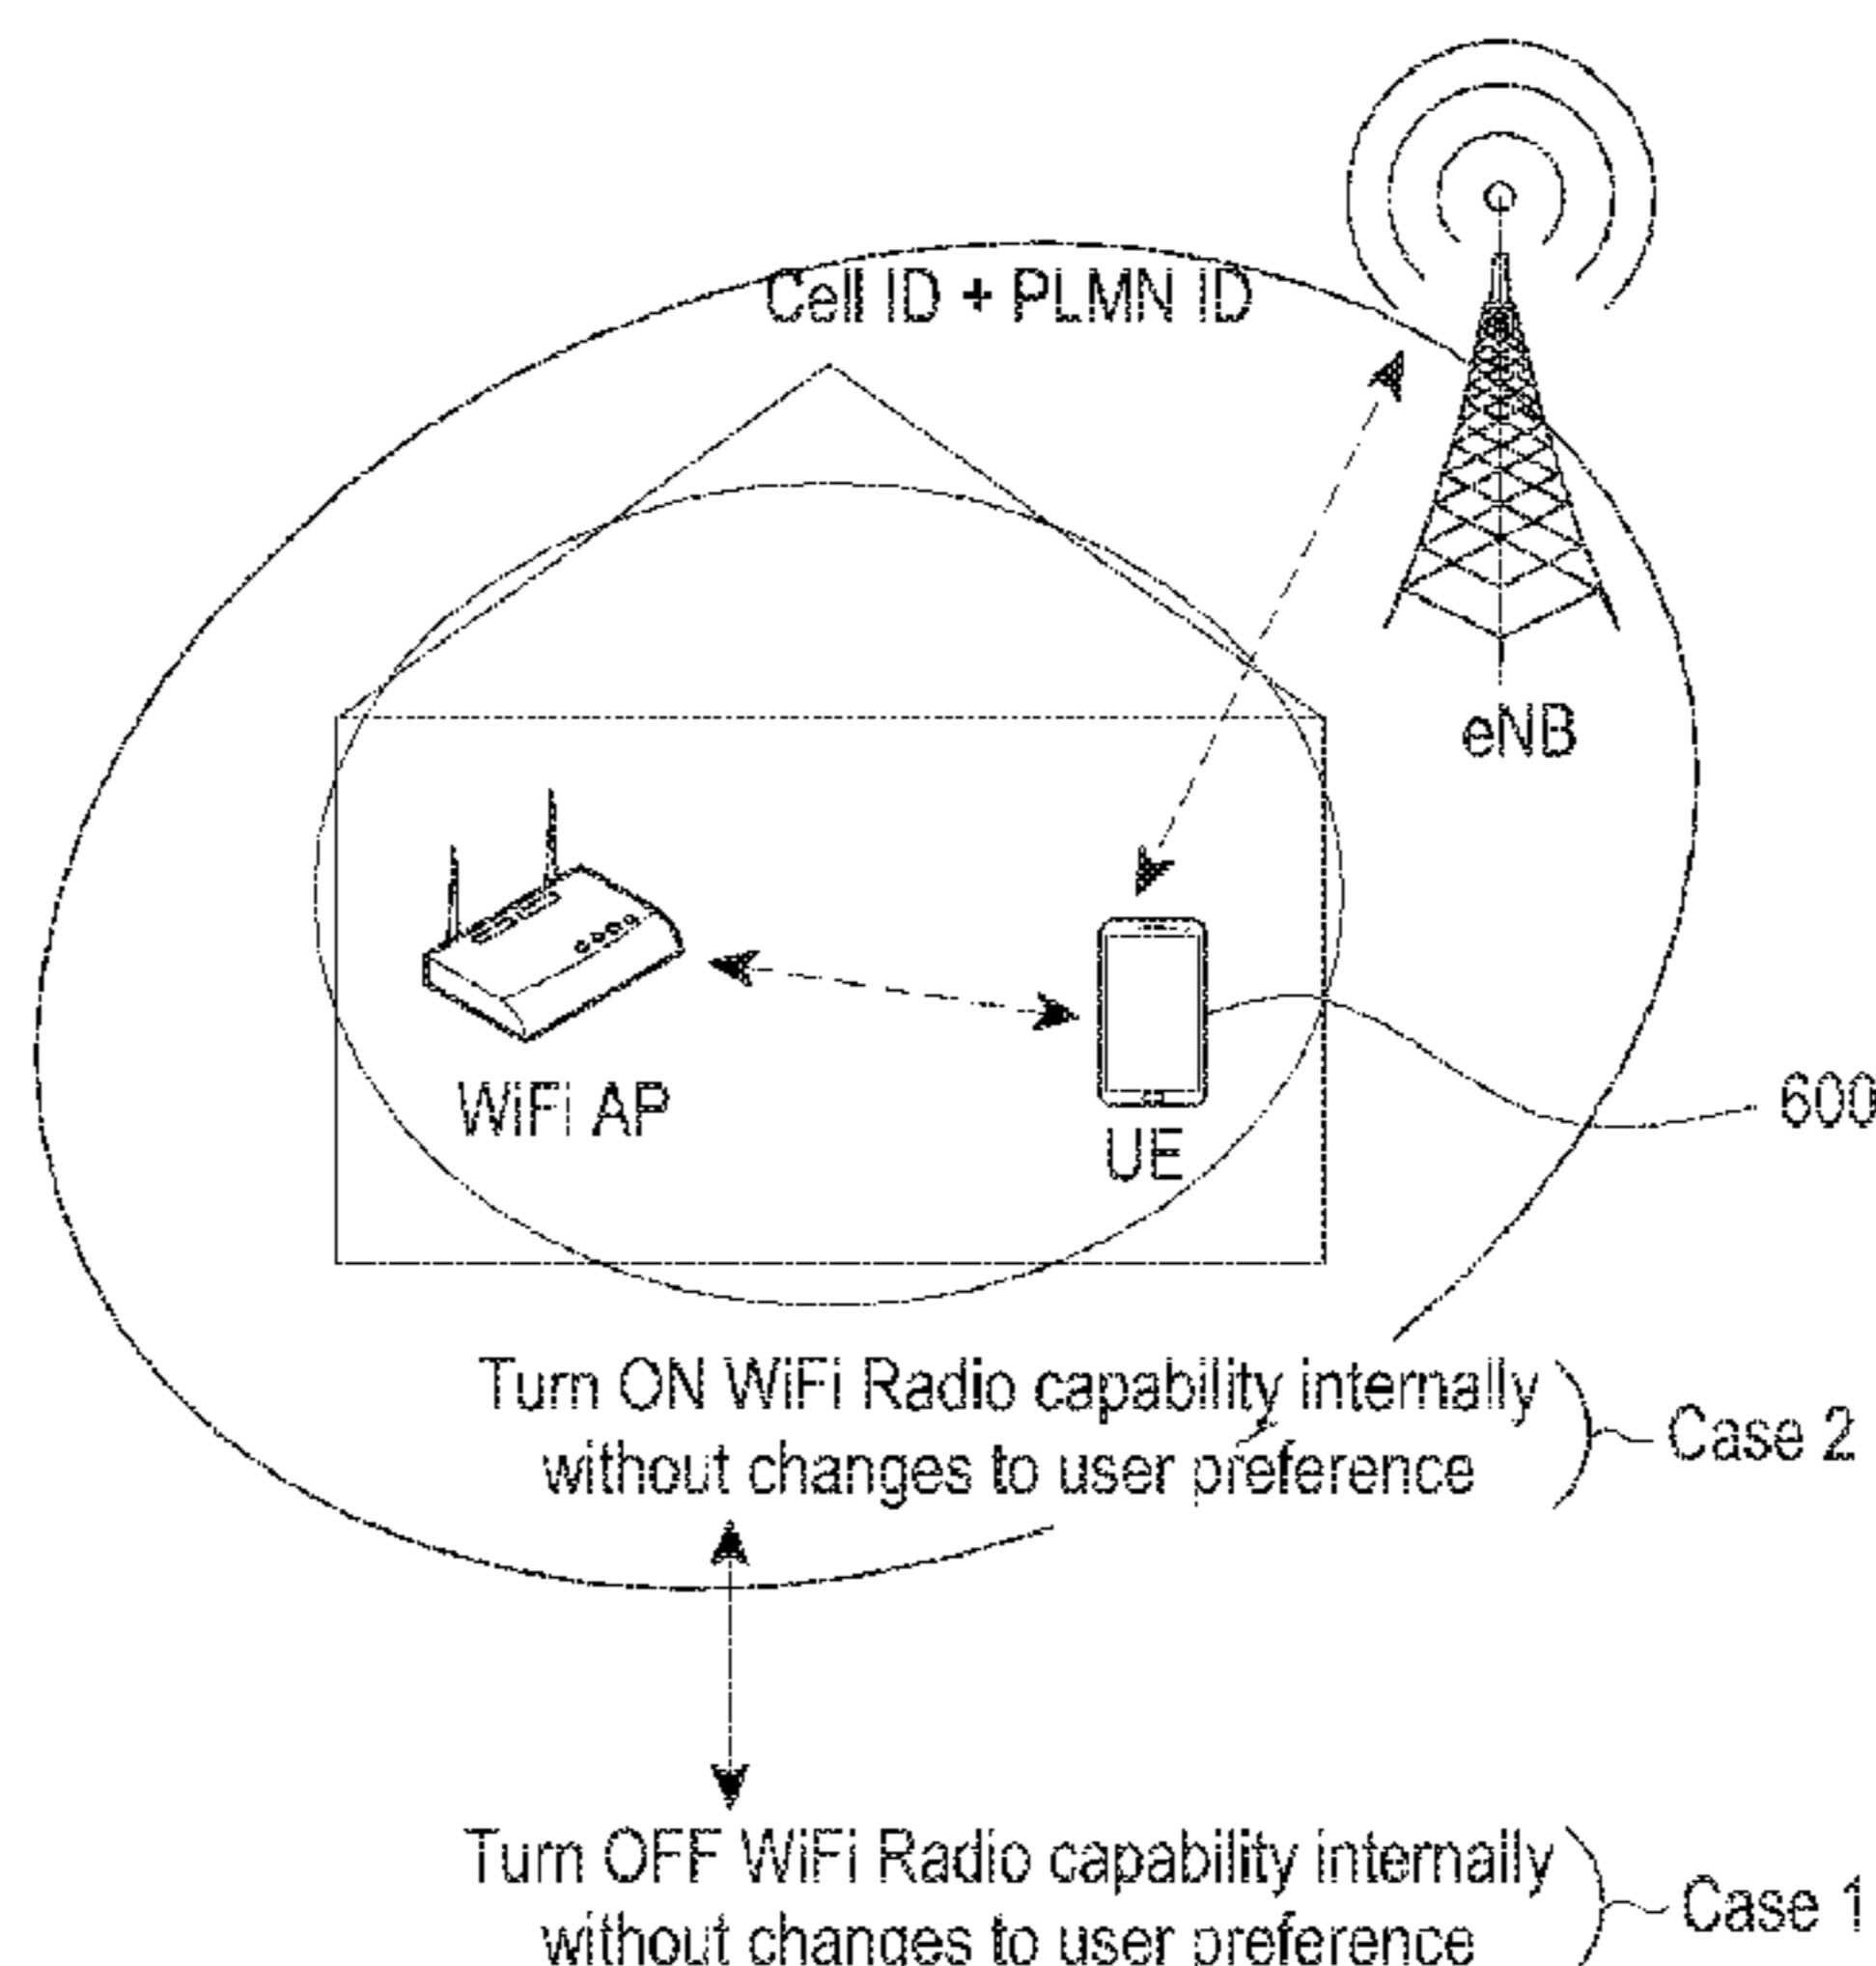 Cell ID + PLMN ID
eNB
WiFi AP
UE
600
Turn ON WiFi Radio capability internally
without changes to user preference
Case 2
Turn OFF WiFi Radio capability internally
without changes to user preference
Case 1